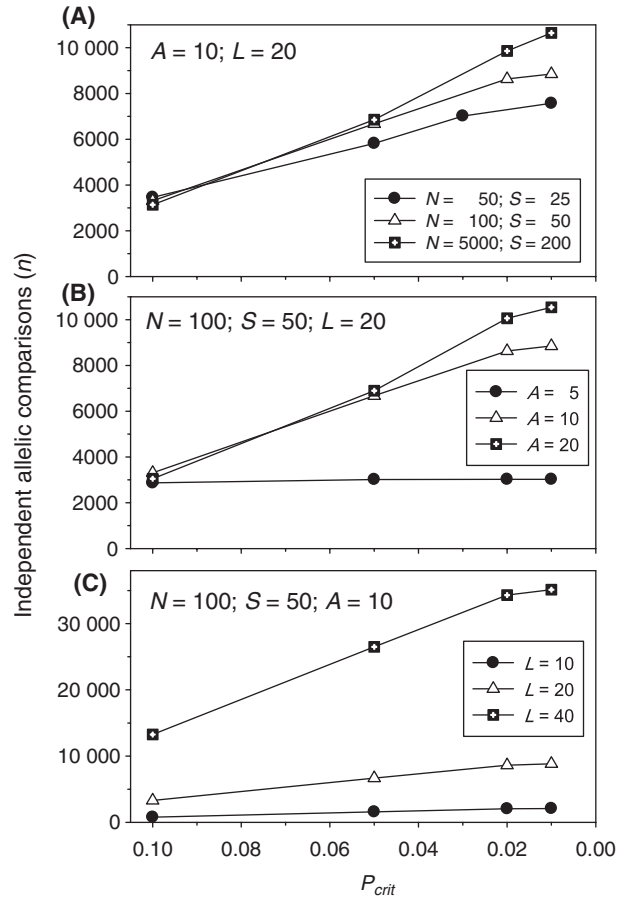 (A)
A = 10; L = 20
10 000
8000
6000
4000
2000
0
N = 50; S = 25
N = 100; S = 50
N = 5000; S = 200
(B)
N = 100; S = 50; L = 20
10 000
8000
6000
4000
2000
0
A = 5
A = 10
A = 20
Independent allelic comparisons (n)
(C)
N = 100; S = 50; A = 10
30 000
20 000
10 000
0
L = 10
L = 20
L = 40
0.10 0.08 0.06 0.04 0.02 0.00
Pcrit